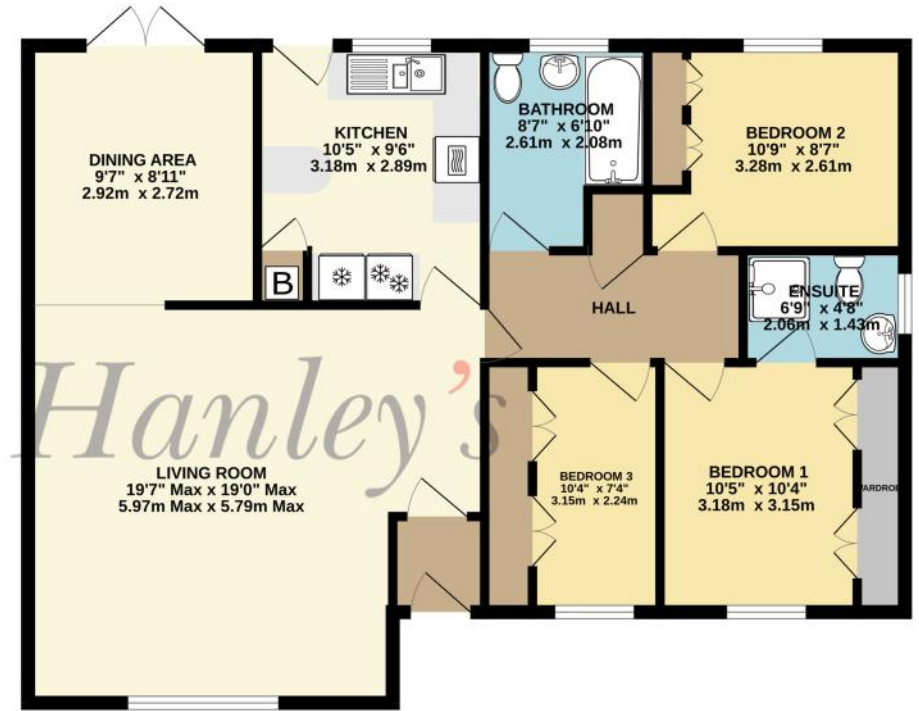 DINING AREA
9'7" x 8'11"
2.92m x 2.72m
KITCHEN
10'5" x 9'6"
3.18m x 2.89m
BATHROOM
8'7" x 6'10"
2.61m x 2.08m
BEDROOM 2
10'9" x 8'7"
3.28m x 2.61m
B
HALL
ENSUITE
6'9" x 4'8"
2.06m x 1.43m
Hanley's
LIVING ROOM
19'7" Max x 19'0" Max
5.97m Max x 5.79m Max
BEDROOM 3
10'4" x 7'4"
3.15m x 2.24m
BEDROOM 1
10'5" x 10'4"
3.18m x 3.15m